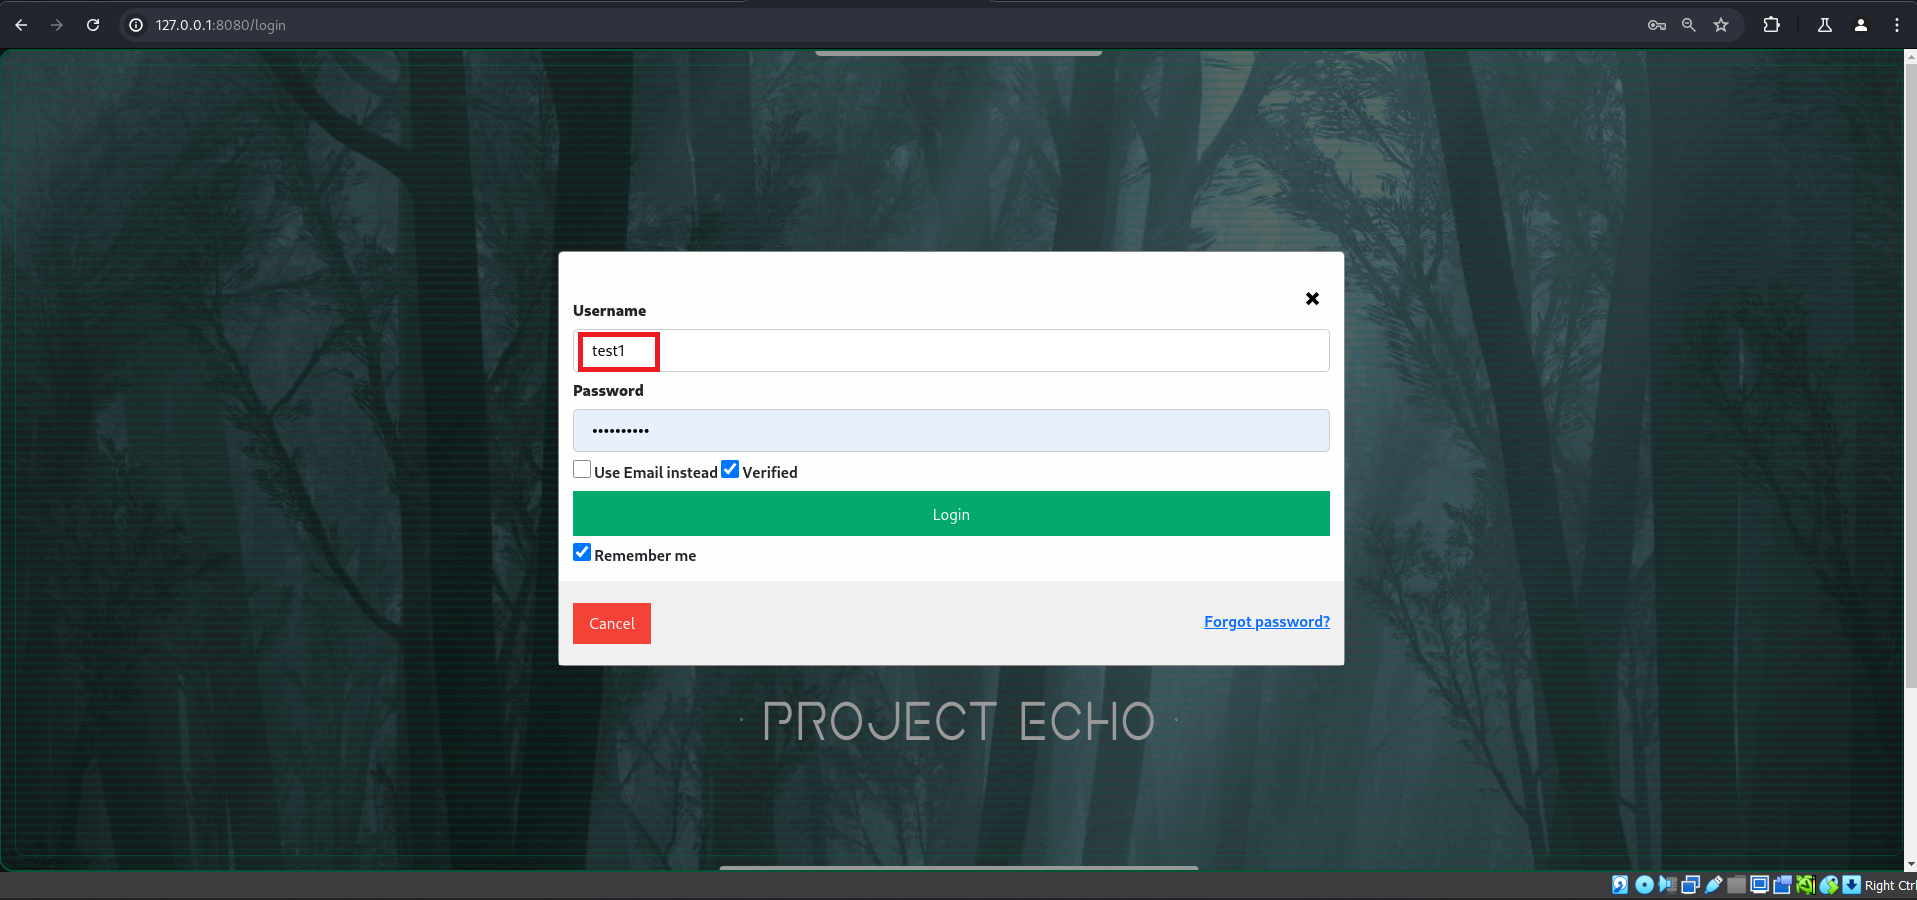 127.0.0.1:8080/login
Username
test1
Password
••••••••••
Use Email instead Verified
Login
Remember me
Cancel
Forgot password?
PROJECT ECHO
Right Ctrl